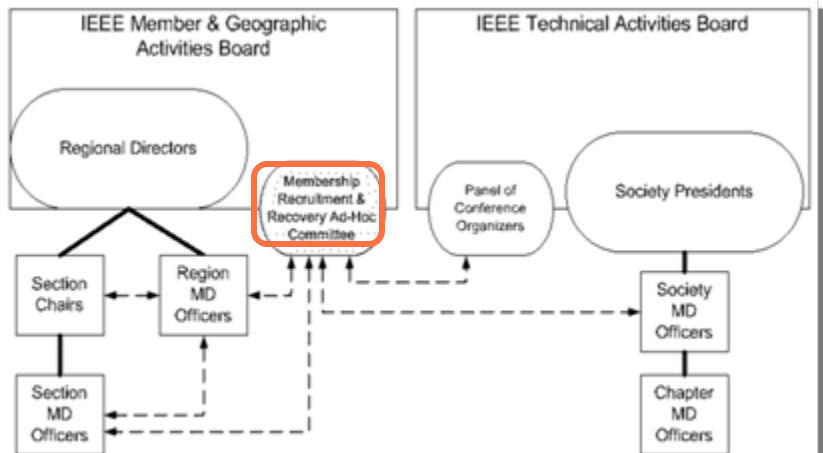 IEEE Member & Geographic
Activities Board
IEEE Technical Activities Board
Regional Directors
Membership
Recruitment &
Recovery Ad-Hoc
Committee
Panel of
Conference
Organizers
Society Presidents
Section
Chairs
Region
MD
Officers
Society
MD
Officers
Section
MD
Officers
Chapter
MD
Officers